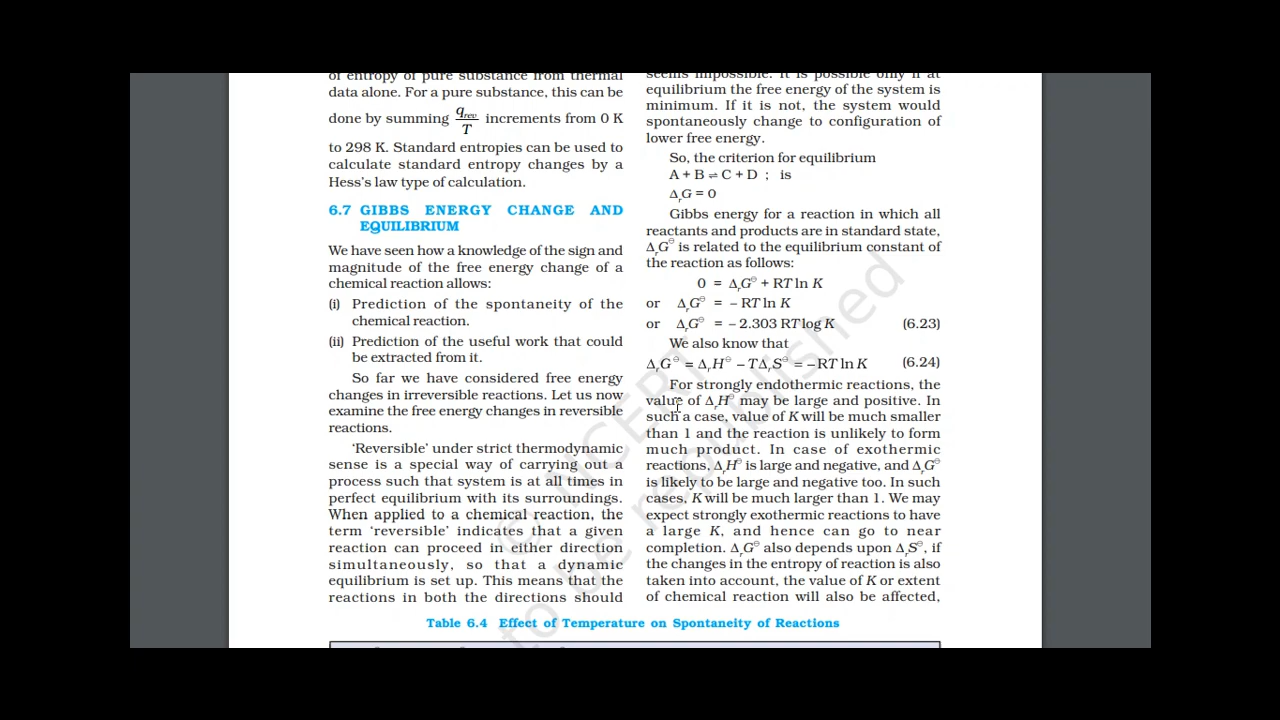 of entropy of pure substance from thermal
data alone. For a pure substance, this can be
done by summing qrev/T increments from 0 K
to 298 K. Standard entropies can be used to
calculate standard entropy changes by a
Hess's law type of calculation.
6.7 GIBBS ENERGY CHANGE AND
EQUILIBRIUM
We have seen how a knowledge of the sign and
magnitude of the free energy change of a
chemical reaction allows:
(i) Prediction of the spontaneity of the
chemical reaction.
(ii) Prediction of the useful work that could
be extracted from it.
So far we have considered free energy
changes in irreversible reactions. Let us now
examine the free energy changes in reversible
reactions.
‘Reversible’ under strict thermodynamic
sense is a special way of carrying out a
process such that system is at all times in
perfect equilibrium with its surroundings.
When applied to a chemical reaction, the
term ‘reversible’ indicates that a given
reaction can proceed in either direction
simultaneously, so that a dynamic
equilibrium is set up. This means that the
reactions in both the directions should
seems impossible. It is possible only if at
equilibrium the free energy of the system is
minimum. If it is not, the system would
spontaneously change to configuration of
lower free energy.
So, the criterion for equilibrium
A + B ⇌ C + D ; is
ΔrG = 0
Gibbs energy for a reaction in which all
reactants and products are in standard state,
ΔrG⊖ is related to the equilibrium constant of
the reaction as follows:
0 = ΔrG⊖ + RT ln K
or ΔrG⊖ = – RT ln K
or ΔrG⊖ = – 2.303 RT log K (6.23)
We also know that
ΔrG⊖ = ΔrH⊖ – TΔrS⊖ = – RT ln K (6.24)
For strongly endothermic reactions, the
value of ΔrH⊖ may be large and positive. In
such a case, value of K will be much smaller
than 1 and the reaction is unlikely to form
much product. In case of exothermic
reactions, ΔrH⊖ is large and negative, and ΔrG⊖
is likely to be large and negative too. In such
cases, K will be much larger than 1. We may
expect strongly exothermic reactions to have
a large K, and hence can go to near
completion. ΔrG⊖ also depends upon ΔrS⊖, if
the changes in the entropy of reaction is also
taken into account, the value of K or extent
of chemical reaction will also be affected,
Table 6.4 Effect of Temperature on Spontaneity of Reactions
© NCERT
to be republished